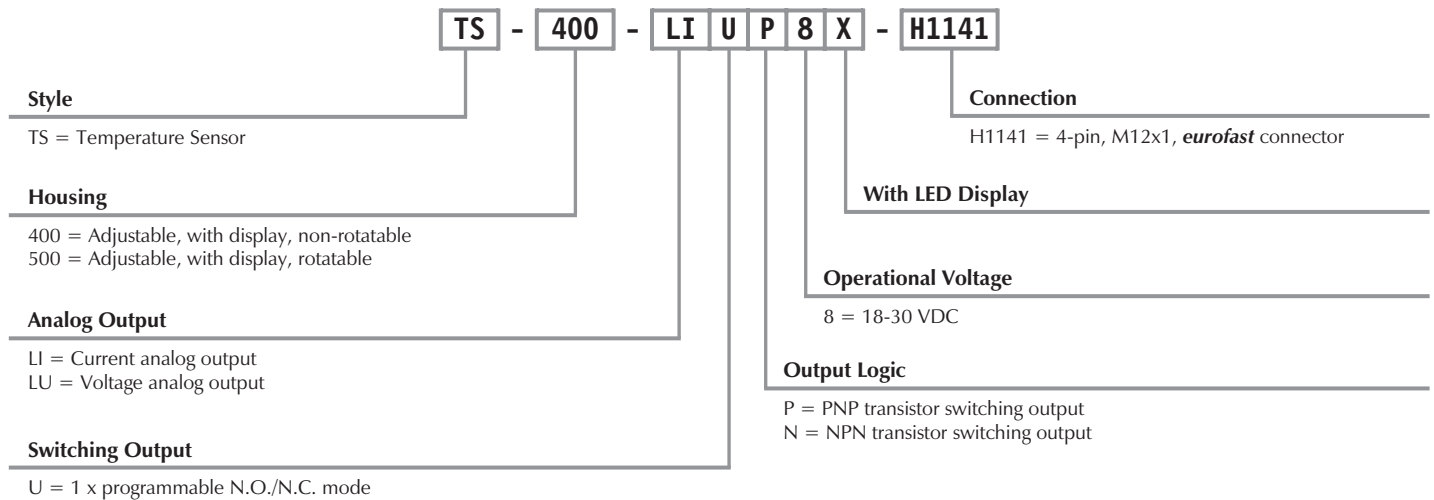 TS - 400 - LI U P 8 X - H1141
Style
TS = Temperature Sensor
Housing
400 = Adjustable, with display, non-rotatable
500 = Adjustable, with display, rotatable
Analog Output
LI = Current analog output
LU = Voltage analog output
Switching Output
U = 1 x programmable N.O./N.C. mode
Connection
H1141 = 4-pin, M12x1, eurofast connector
With LED Display
Operational Voltage
8 = 18-30 VDC
Output Logic
P = PNP transistor switching output
N = NPN transistor switching output